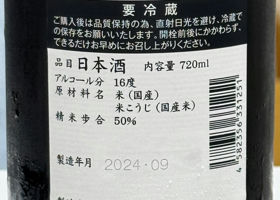 要冷蔵
ご購入後は品質保持の為、直射日光を避け、冷蔵で
の保存をお願いいたします。開栓前後にかかわらず、
できるだけお早めにお召し上がりください。
品目 日本酒 内容量 720ml
アルコール分 16度
原材料名 米(国産)
米こうじ(国産米)
精米歩合 50%
製造年月 2024-09
4582356331251